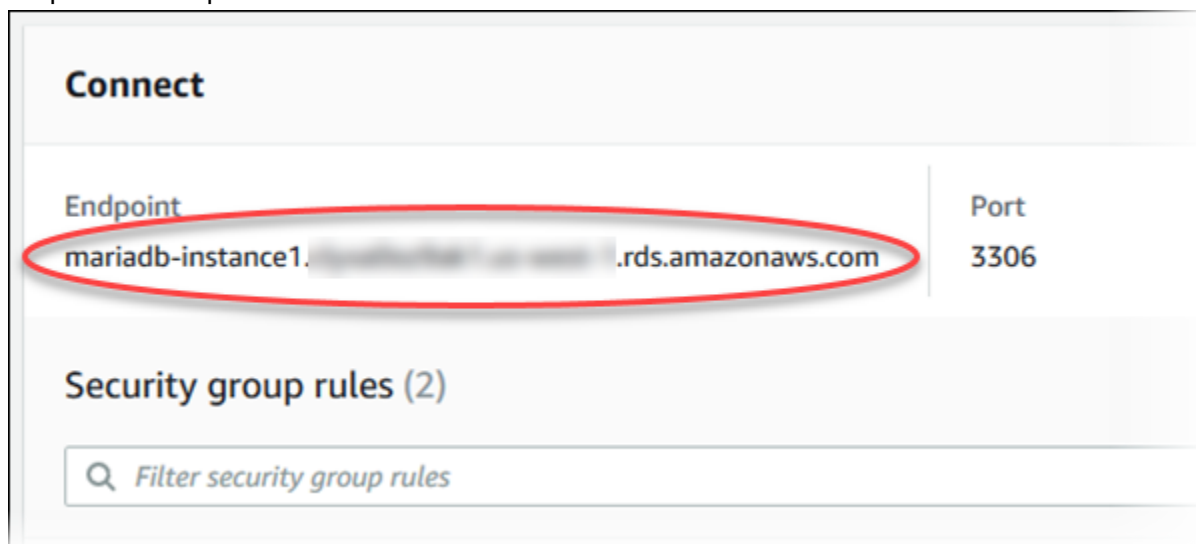 Connect
Endpoint
mariadb-instance1. .rds.amazonaws.com
Port
3306
Security group rules (2)
Filter security group rules